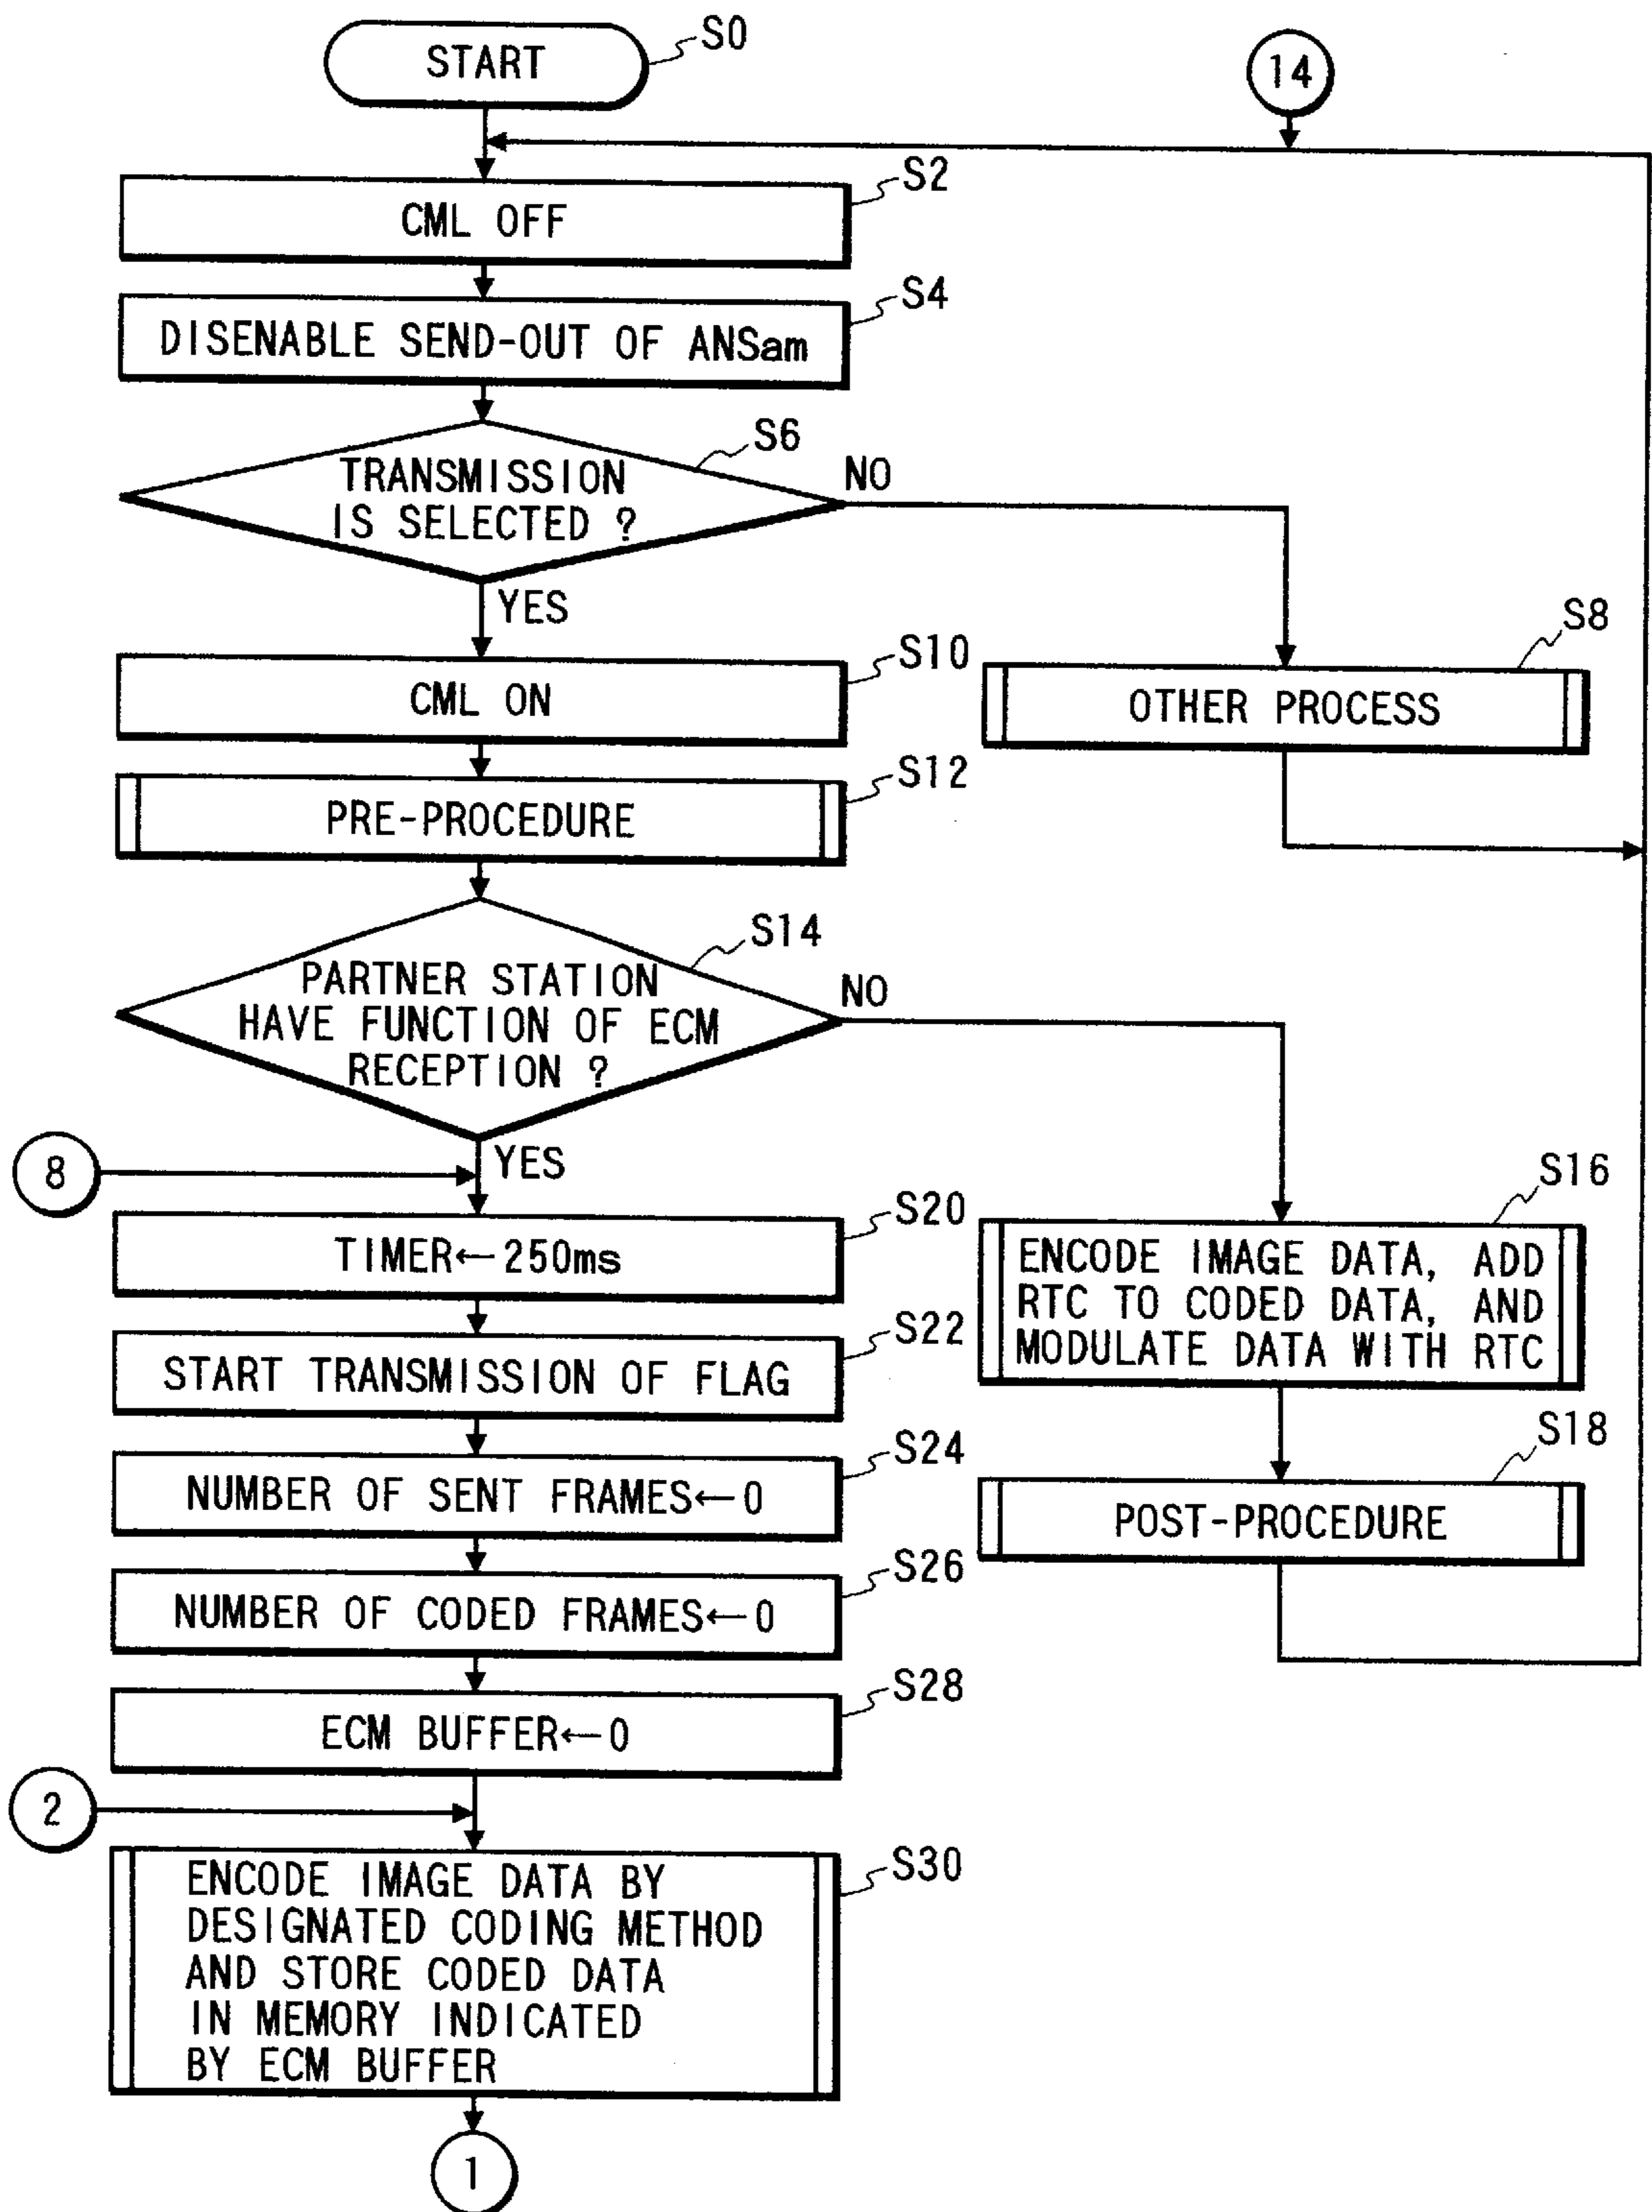 START
S0
14
CML OFF
S2
DISENABLE SEND-OUT OF ANSam
S4
TRANSMISSION
IS SELECTED ?
S6
NO
YES
OTHER PROCESS
S8
CML ON
S10
PRE-PROCEDURE
S12
PARTNER STATION
HAVE FUNCTION OF ECM
RECEPTION ?
S14
NO
YES
8
ENCODE IMAGE DATA, ADD
RTC TO CODED DATA, AND
MODULATE DATA WITH RTC
S16
POST-PROCEDURE
S18
TIMER←250ms
S20
START TRANSMISSION OF FLAG
S22
NUMBER OF SENT FRAMES←0
S24
NUMBER OF CODED FRAMES←0
S26
ECM BUFFER←0
S28
2
ENCODE IMAGE DATA BY
DESIGNATED CODING METHOD
AND STORE CODED DATA
IN MEMORY INDICATED
BY ECM BUFFER
S30
1